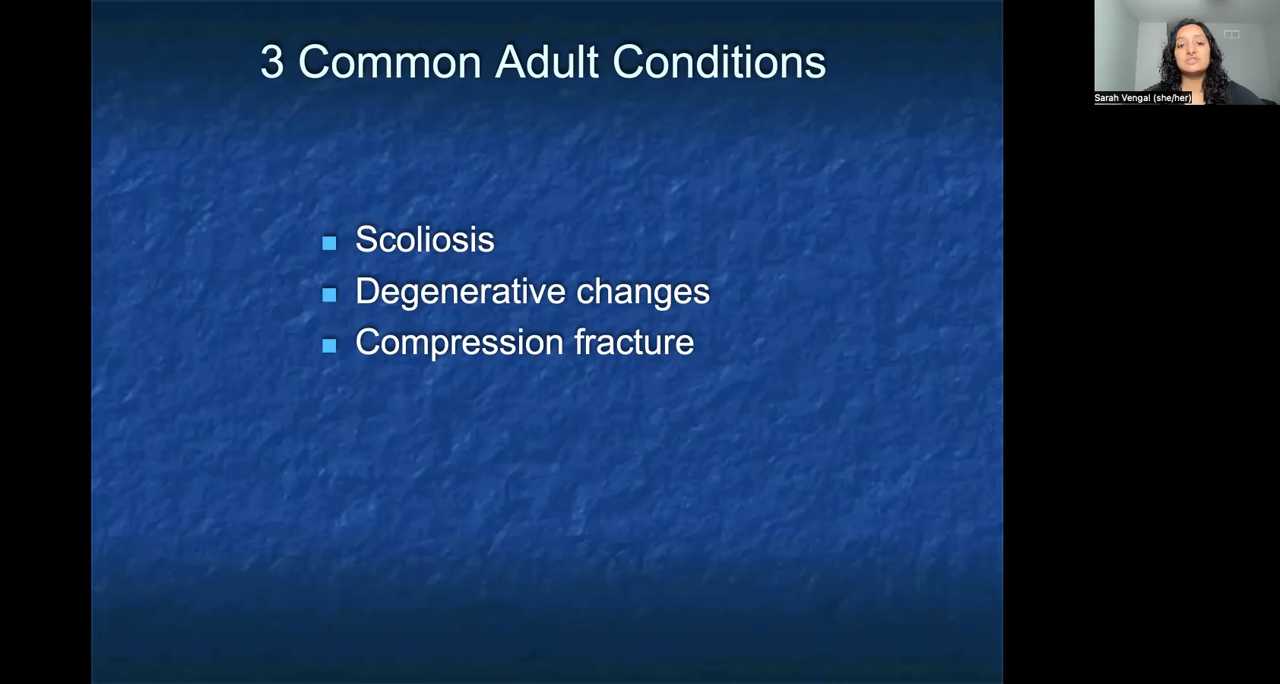 3 Common Adult Conditions
Scoliosis
Degenerative changes
Compression fracture
Sarah Vengal (she/her)